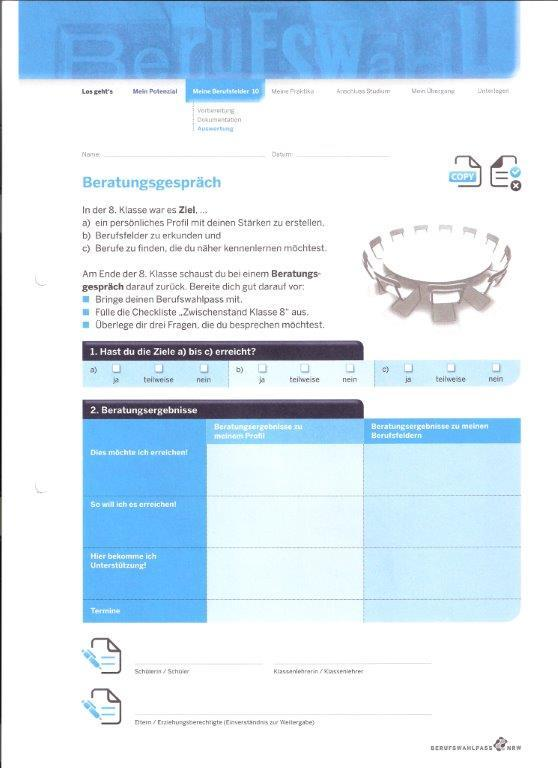 Berufswahl
Los geht's Mein Potenzial Meine Berufsfelder 10 Meine Praktika Anschluss Studium Mein Übergang Unterlagen
Vorbereitung
Dokumentation
Auswertung
Name: Datum:
COPY
Beratungsgespräch
In der 8. Klasse war es Ziel, ...
a) ein persönliches Profil mit deinen Stärken zu erstellen,
b) Berufsfelder zu erkunden und
c) Berufe zu finden, die du näher kennenlernen möchtest.
Am Ende der 8. Klasse schaust du bei einem Beratungs-
gespräch darauf zurück. Bereite dich gut darauf vor:
Bringe deinen Berufswahlpass mit.
Fülle die Checkliste „Zwischenstand Klasse 8" aus.
Überlege dir drei Fragen, die du besprechen möchtest.
1. Hast du die Ziele a) bis c) erreicht?
a) ja teilweise nein b) ja teilweise nein c) ja teilweise nein
2. Beratungsergebnisse
Beratungsergebnisse zu
meinem Profil
Beratungsergebnisse zu meinen
Berufsfeldern
Dies möchte ich erreichen!
So will ich es erreichen!
Hier bekomme ich
Unterstützung!
Termine
Schülerin / Schüler Klassenlehrerin / Klassenlehrer
Eltern / Erziehungsberechtigte (Einverständnis zur Weitergabe)
BERUFSWAHLPASS NRW